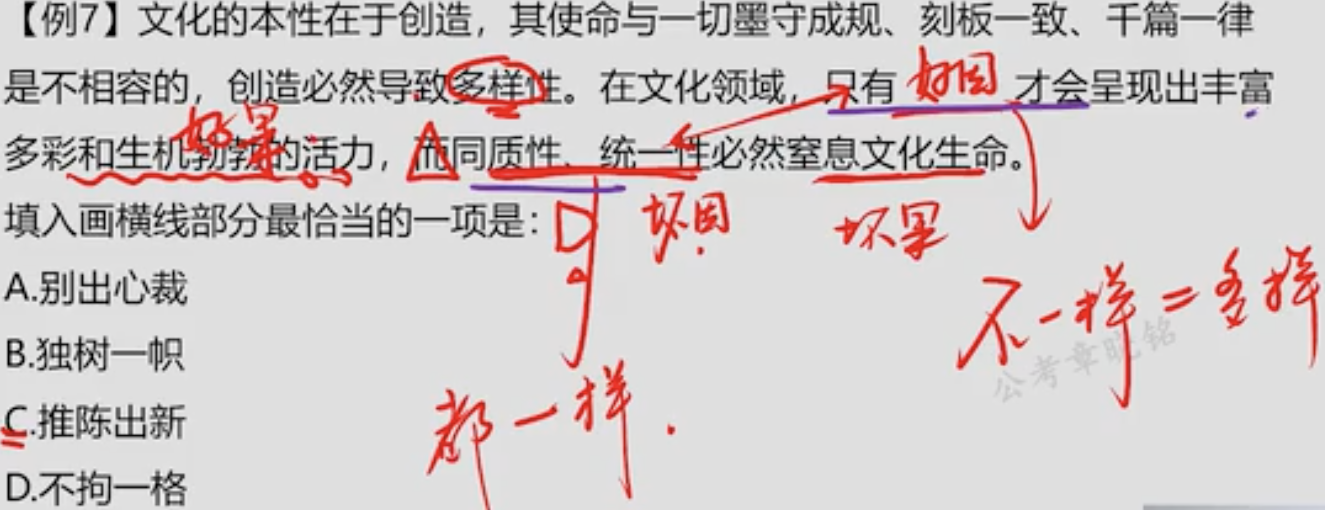 【例7】文化的本性在于创造，其使命与一切墨守成规、刻板一致、千篇一律
是不相容的，创造必然导致多样性。在文化领域，只有 好因 才会呈现出丰富
好果
多彩和生机勃勃的活力，而同质性、统一性必然窒息文化生命。
填入画横线部分最恰当的一项是： D 坏因 坏果
A.别出心裁
不一样=多样
B.独树一帜
公考章晓铭
C.推陈出新
都一样.
D.不拘一格